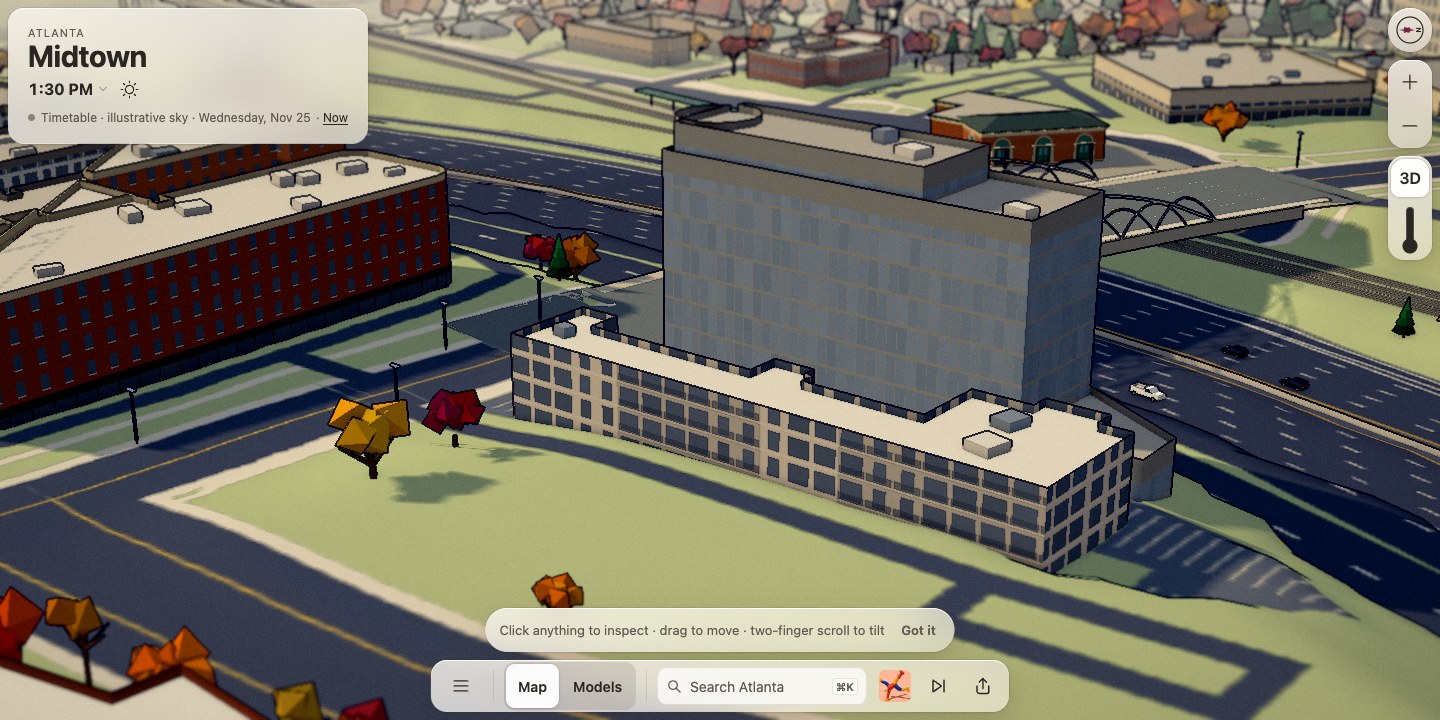 ATLANTA
Midtown
1:30 PM
Timetable · illustrative sky · Wednesday, Nov 25 · Now
N
3D
Click anything to inspect · drag to move · two-finger scroll to tilt Got it
Map Models Search Atlanta ⌘K